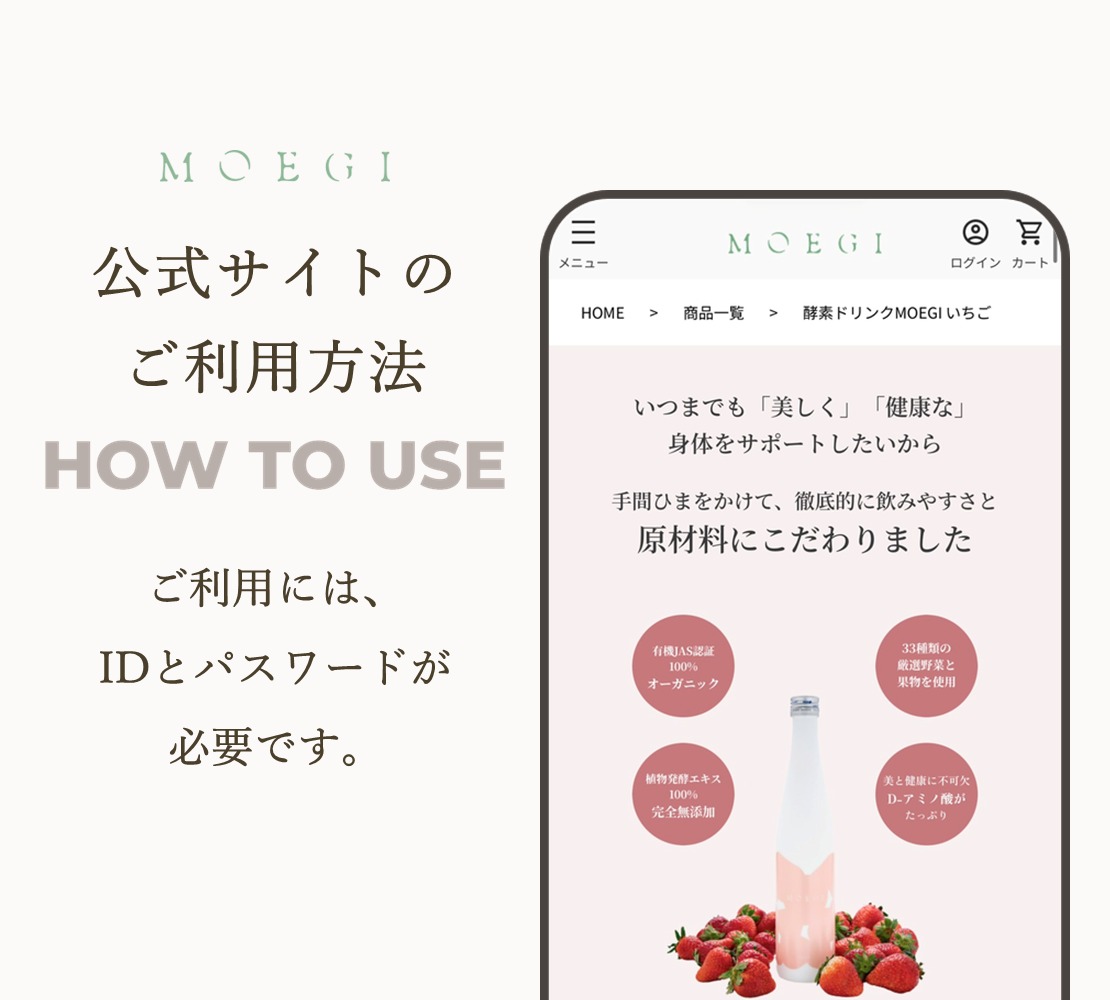 MOEGI
公式サイトの
ご利用方法
HOW TO USE
ご利用には、
IDとパスワードが
必要です。
メニュー
MOEGI
ログイン
カート
HOME > 商品一覧 > 酵素ドリンクMOEGI いちご
いつまでも「美しく」「健康な」
身体をサポートしたいから
手間ひまをかけて、徹底的に飲みやすさと
原材料にこだわりました
有機JAS認証
100%
オーガニック
33種類の
厳選野菜と
果物を使用
植物発酵エキス
100%
完全無添加
美と健康に不可欠
D-アミノ酸が
たっぷり